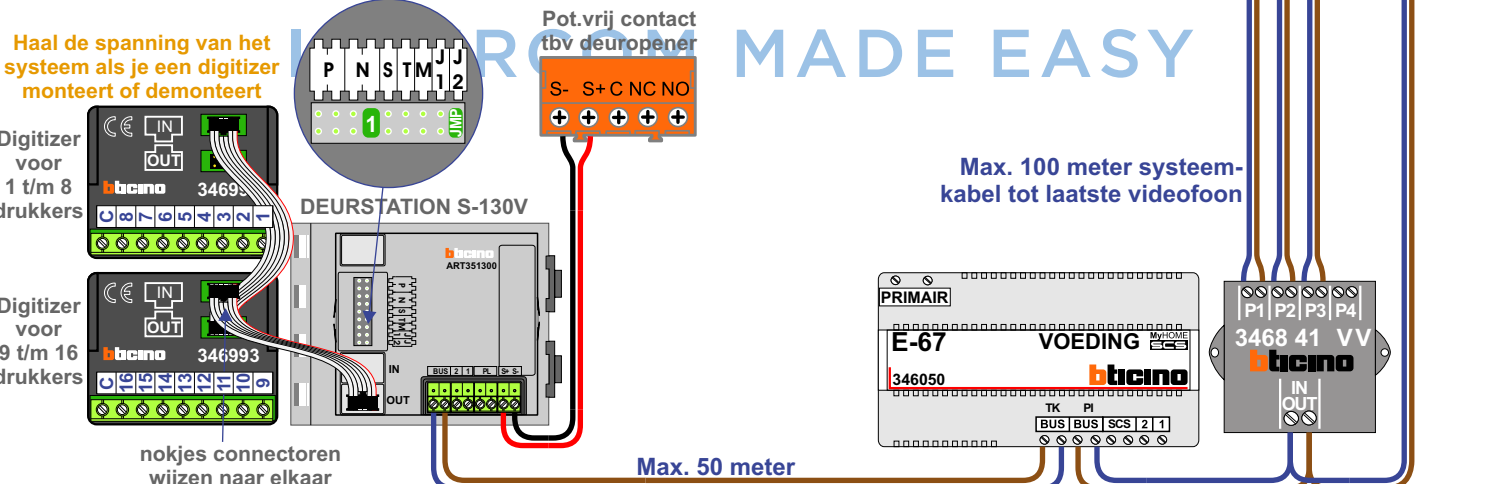 Haal de spanning van het
systeem als je een digitizer
monteert of demonteert
Pot.vrij contact
tbv deuropener
MADE EASY
P N S T M J1 J2
1 JMP
S- S+ C NC NO
Digitizer
voor
1 t/m 8
drukkers
IN
OUT
bticino
C 8 7 6 5 4 3 2 1
Digitizer
voor
9 t/m 16
drukkers
IN
OUT
bticino 346993
C 16 15 14 13 12 11 10 9
nokjes connectoren
wijzen naar elkaar
DEURSTATION S-130V
bticino
ART351300
P N S T M J1 J2
IN
OUT
BUS 2 1 PL S+ S-
Max. 50 meter
Max. 100 meter systeem-
kabel tot laatste videofoon
PRIMAIR
E-67 VOEDING MyHOME
SCS
346050 bticino
TK PI
BUS BUS SCS 2 1
P1 P2 P3 P4
3468 41 VV
bticino
IN
OUT